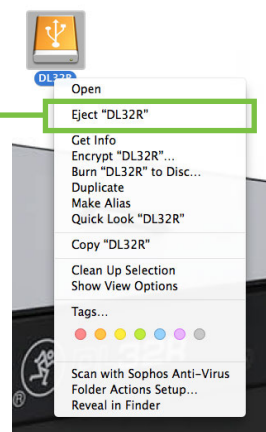 DL32R
Open
Eject “DL32R”
Get Info
Encrypt “DL32R”...
Burn “DL32R” to Disc...
Duplicate
Make Alias
Quick Look “DL32R”
Copy “DL32R”
Clean Up Selection
Show View Options
Tags...
Scan with Sophos Anti-Virus
Folder Actions Setup...
Reveal in Finder
®